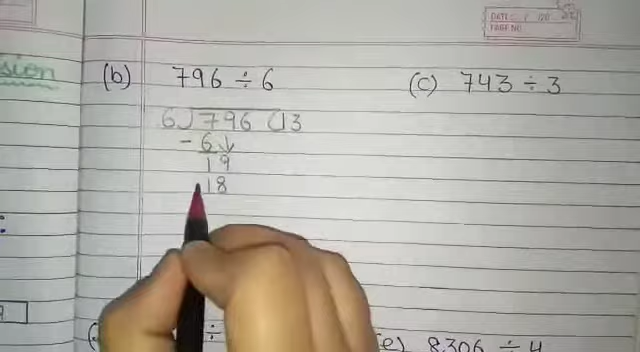 DATE
PAGE NO.
sion
(b) 796 ÷ 6
(c) 743 ÷ 3
6)796(13
- 6↓
19
18
÷
e) 8306 ÷ 4